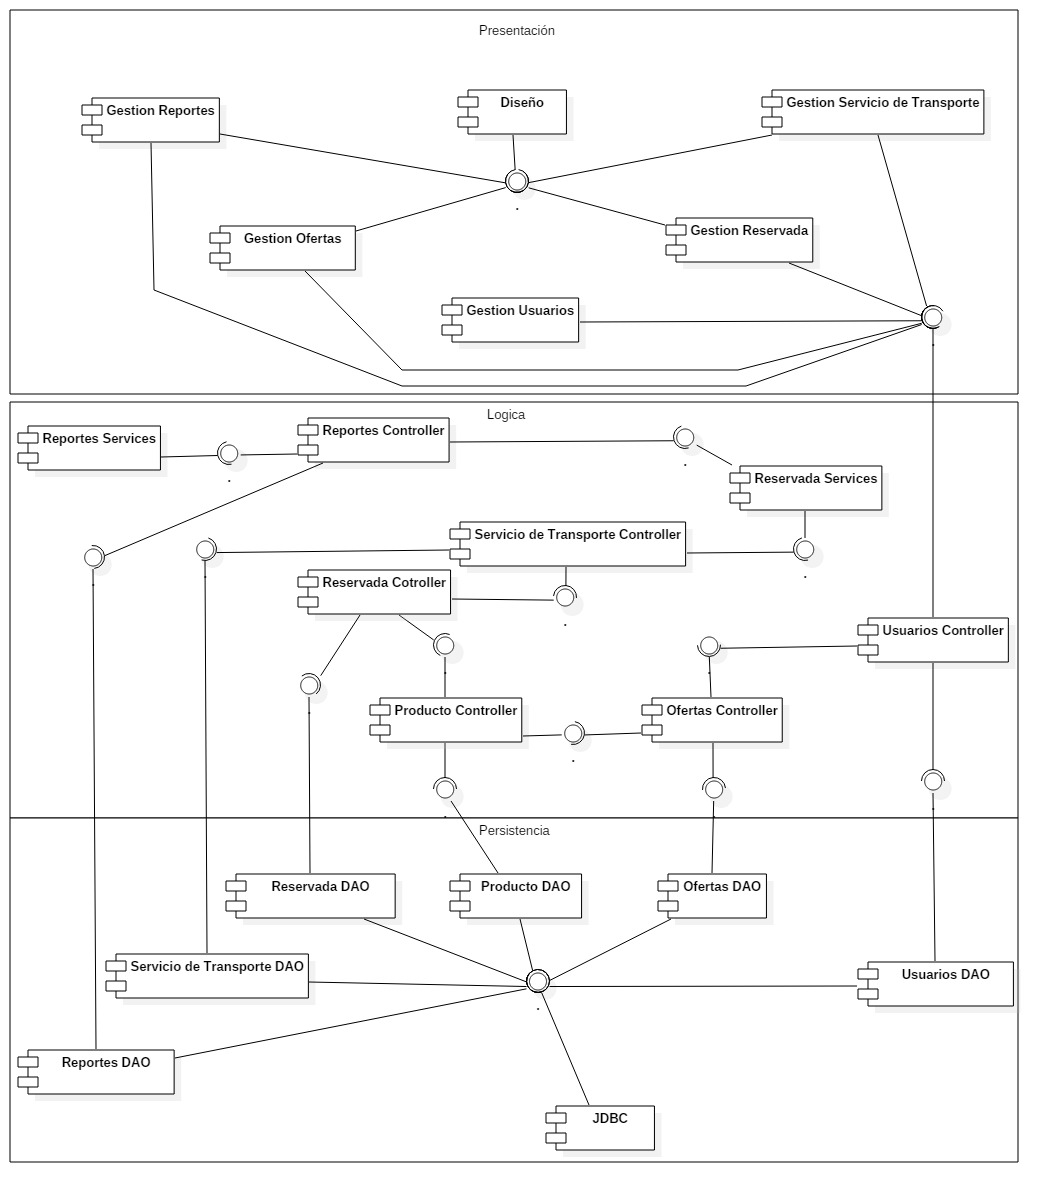 Presentación
Gestion Reportes
Diseño
Gestion Servicio de Transporte
Gestion Ofertas
Gestion Reservada
Gestion Usuarios
Logica
Reportes Services
Reportes Controller
Reservada Services
Servicio de Transporte Controller
Reservada Cotroller
Usuarios Controller
Producto Controller
Ofertas Controller
Persistencia
Reservada DAO
Producto DAO
Ofertas DAO
Servicio de Transporte DAO
Usuarios DAO
Reportes DAO
JDBC